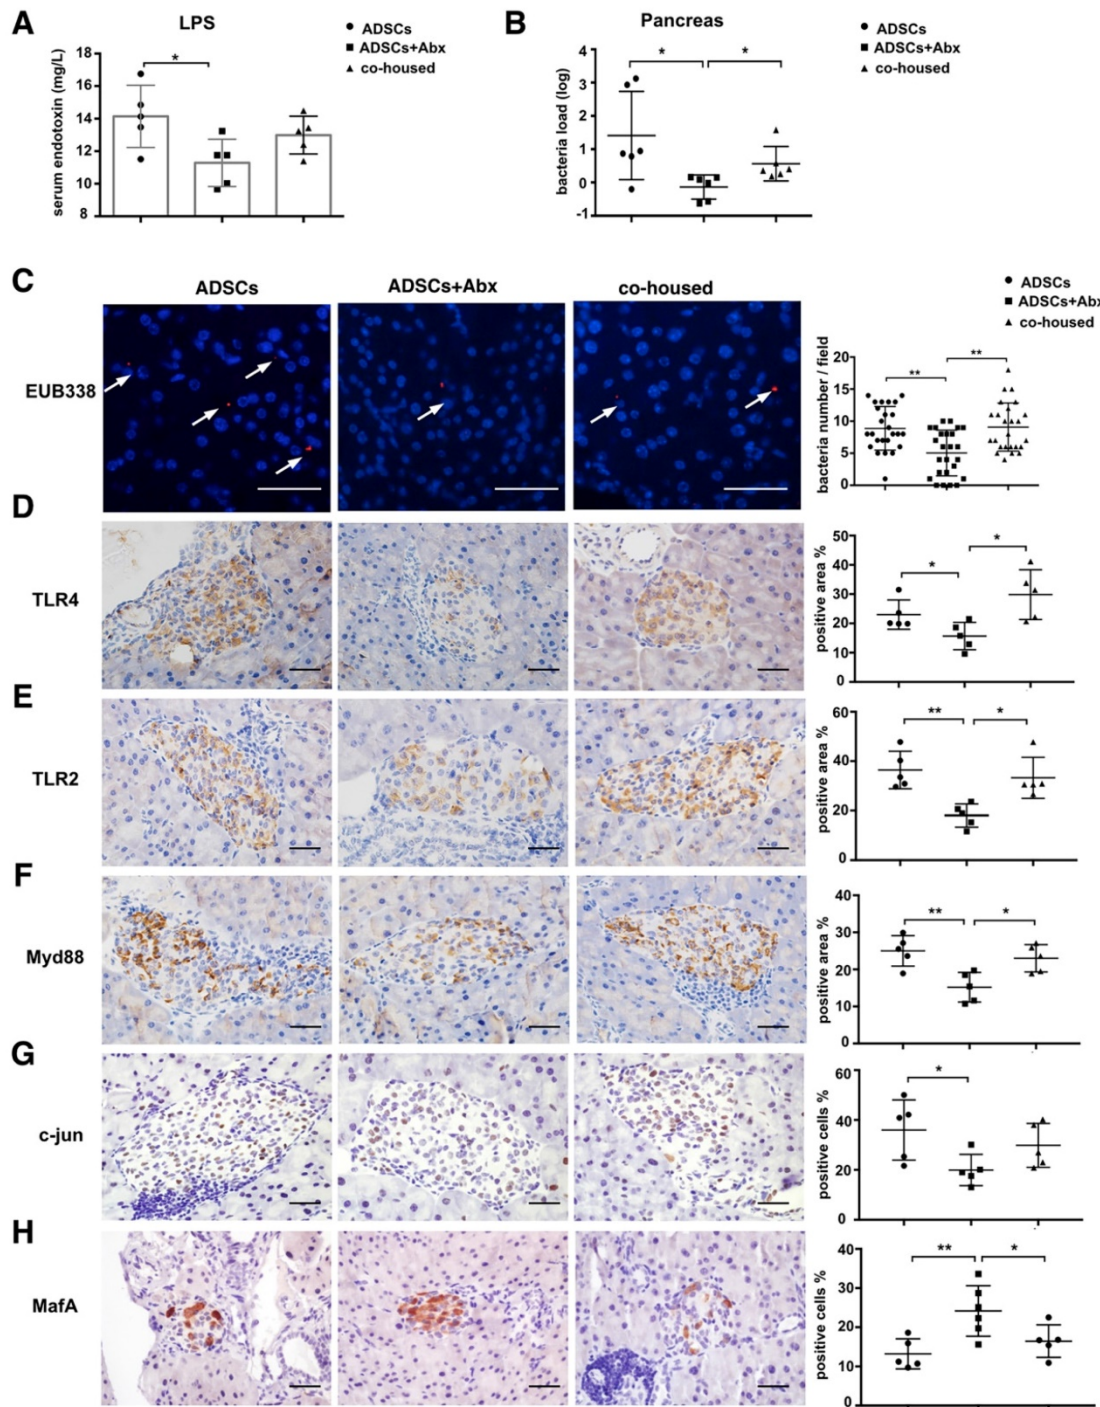 A
LPS
ADSCs
ADSCs+Abx
co-housed
serum endotoxin (mg/L)
18
16
14
12
10
8
*
B
Pancreas
ADSCs
ADSCs+Abx
co-housed
bacteria load (log)
4
3
2
1
0
-1
*
*
C
ADSCs
ADSCs+Abx
co-housed
EUB338
ADSCs
ADSCs+Abx
co-housed
bacteria number / field
20
15
10
5
0
**
**
D
TLR4
positive area %
50
40
30
20
10
0
*
*
E
TLR2
positive area %
60
40
20
0
**
*
F
Myd88
positive area %
40
30
20
10
0
**
*
G
c-jun
positive cells %
60
40
20
0
*
H
MafA
positive cells %
40
30
20
10
0
**
*